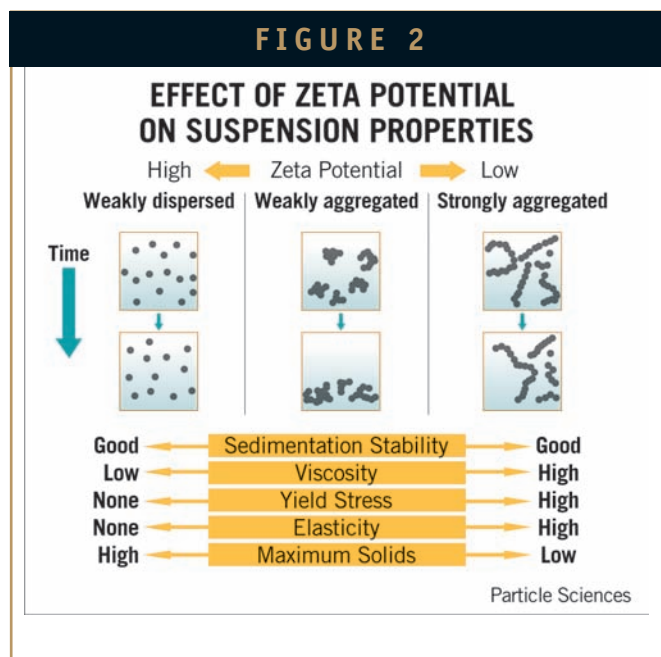 FIGURE 2
EFFECT OF ZETA POTENTIAL
ON SUSPENSION PROPERTIES
High Zeta Potential Low
Weakly dispersed Weakly aggregated Strongly aggregated
Time
Good Sedimentation Stability Good
Low Viscosity High
None Yield Stress High
None Elasticity High
High Maximum Solids Low
Particle Sciences